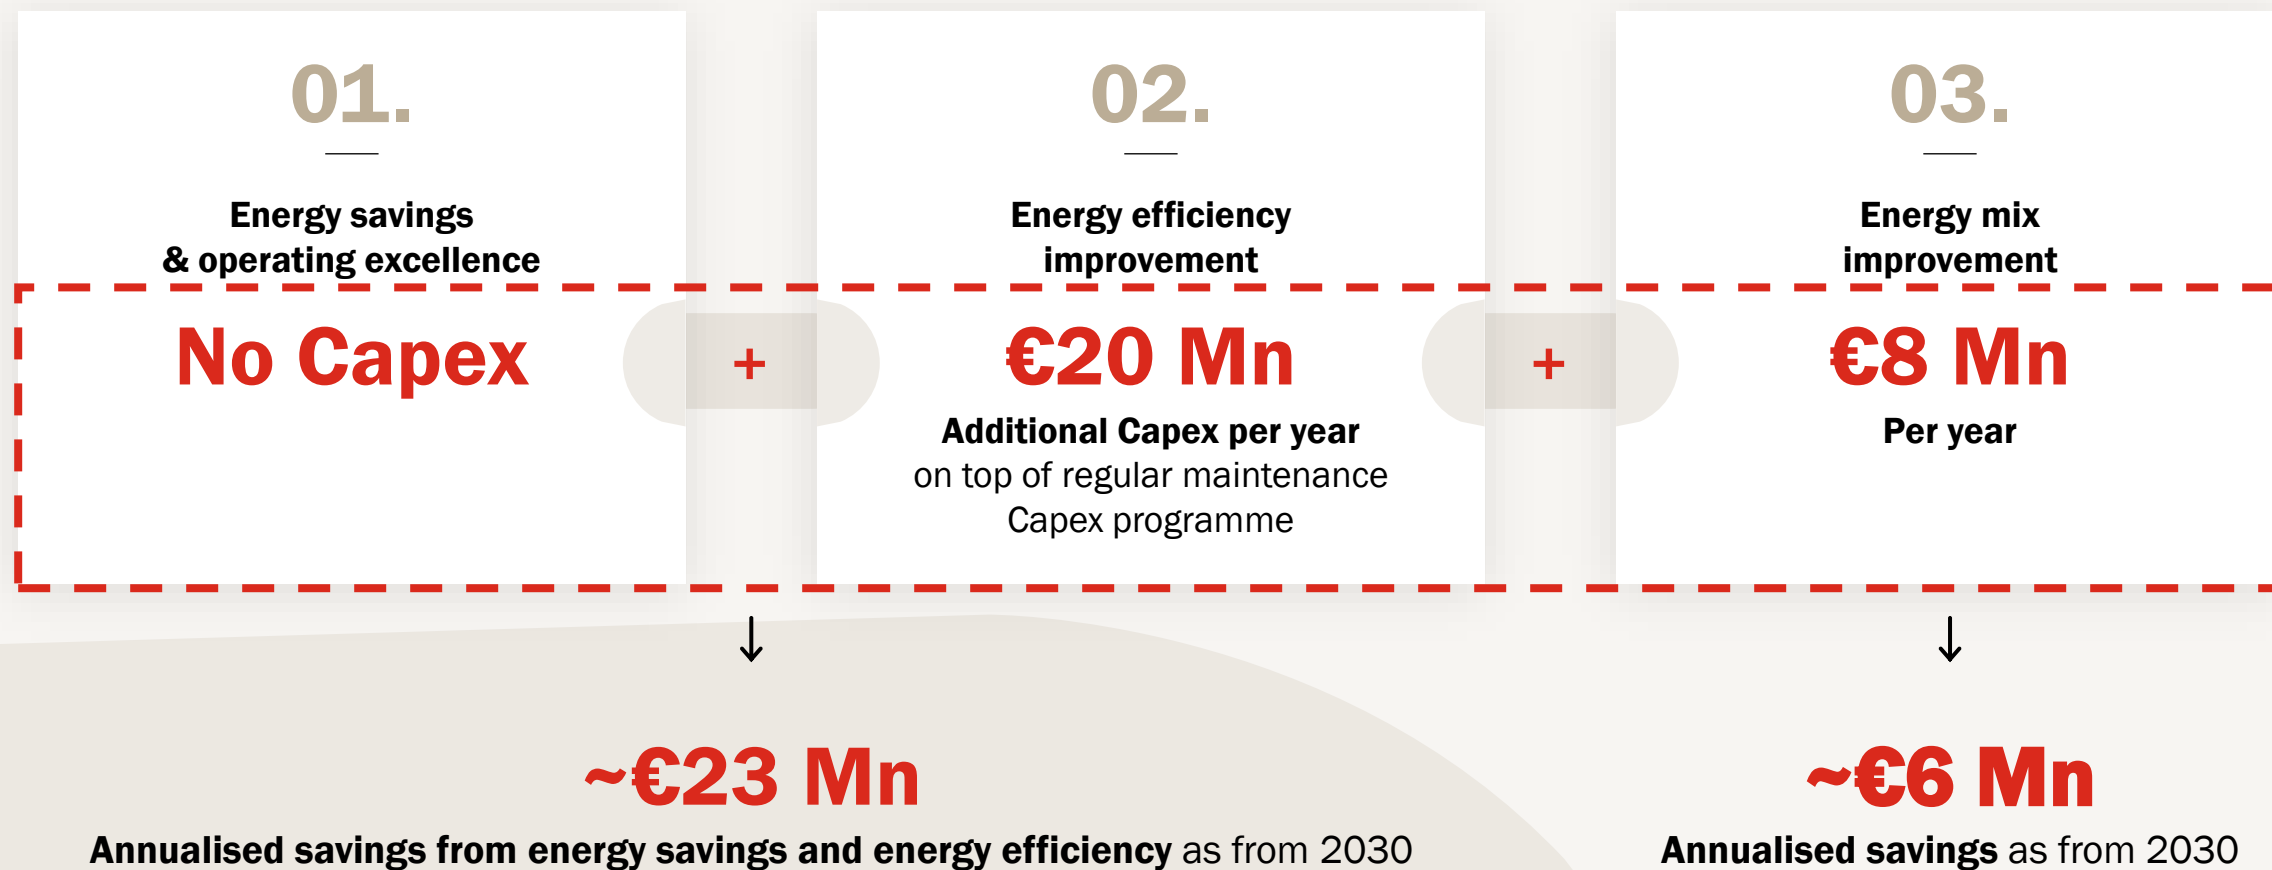 01.
Energy savings
& operating excellence
No Capex
+
02.
Energy efficiency
improvement
€20 Mn
Additional Capex per year
on top of regular maintenance
Capex programme
+
03.
Energy mix
improvement
€8 Mn
Per year
~€23 Mn
Annualised savings from energy savings and energy efficiency as from 2030
~€6 Mn
Annualised savings as from 2030